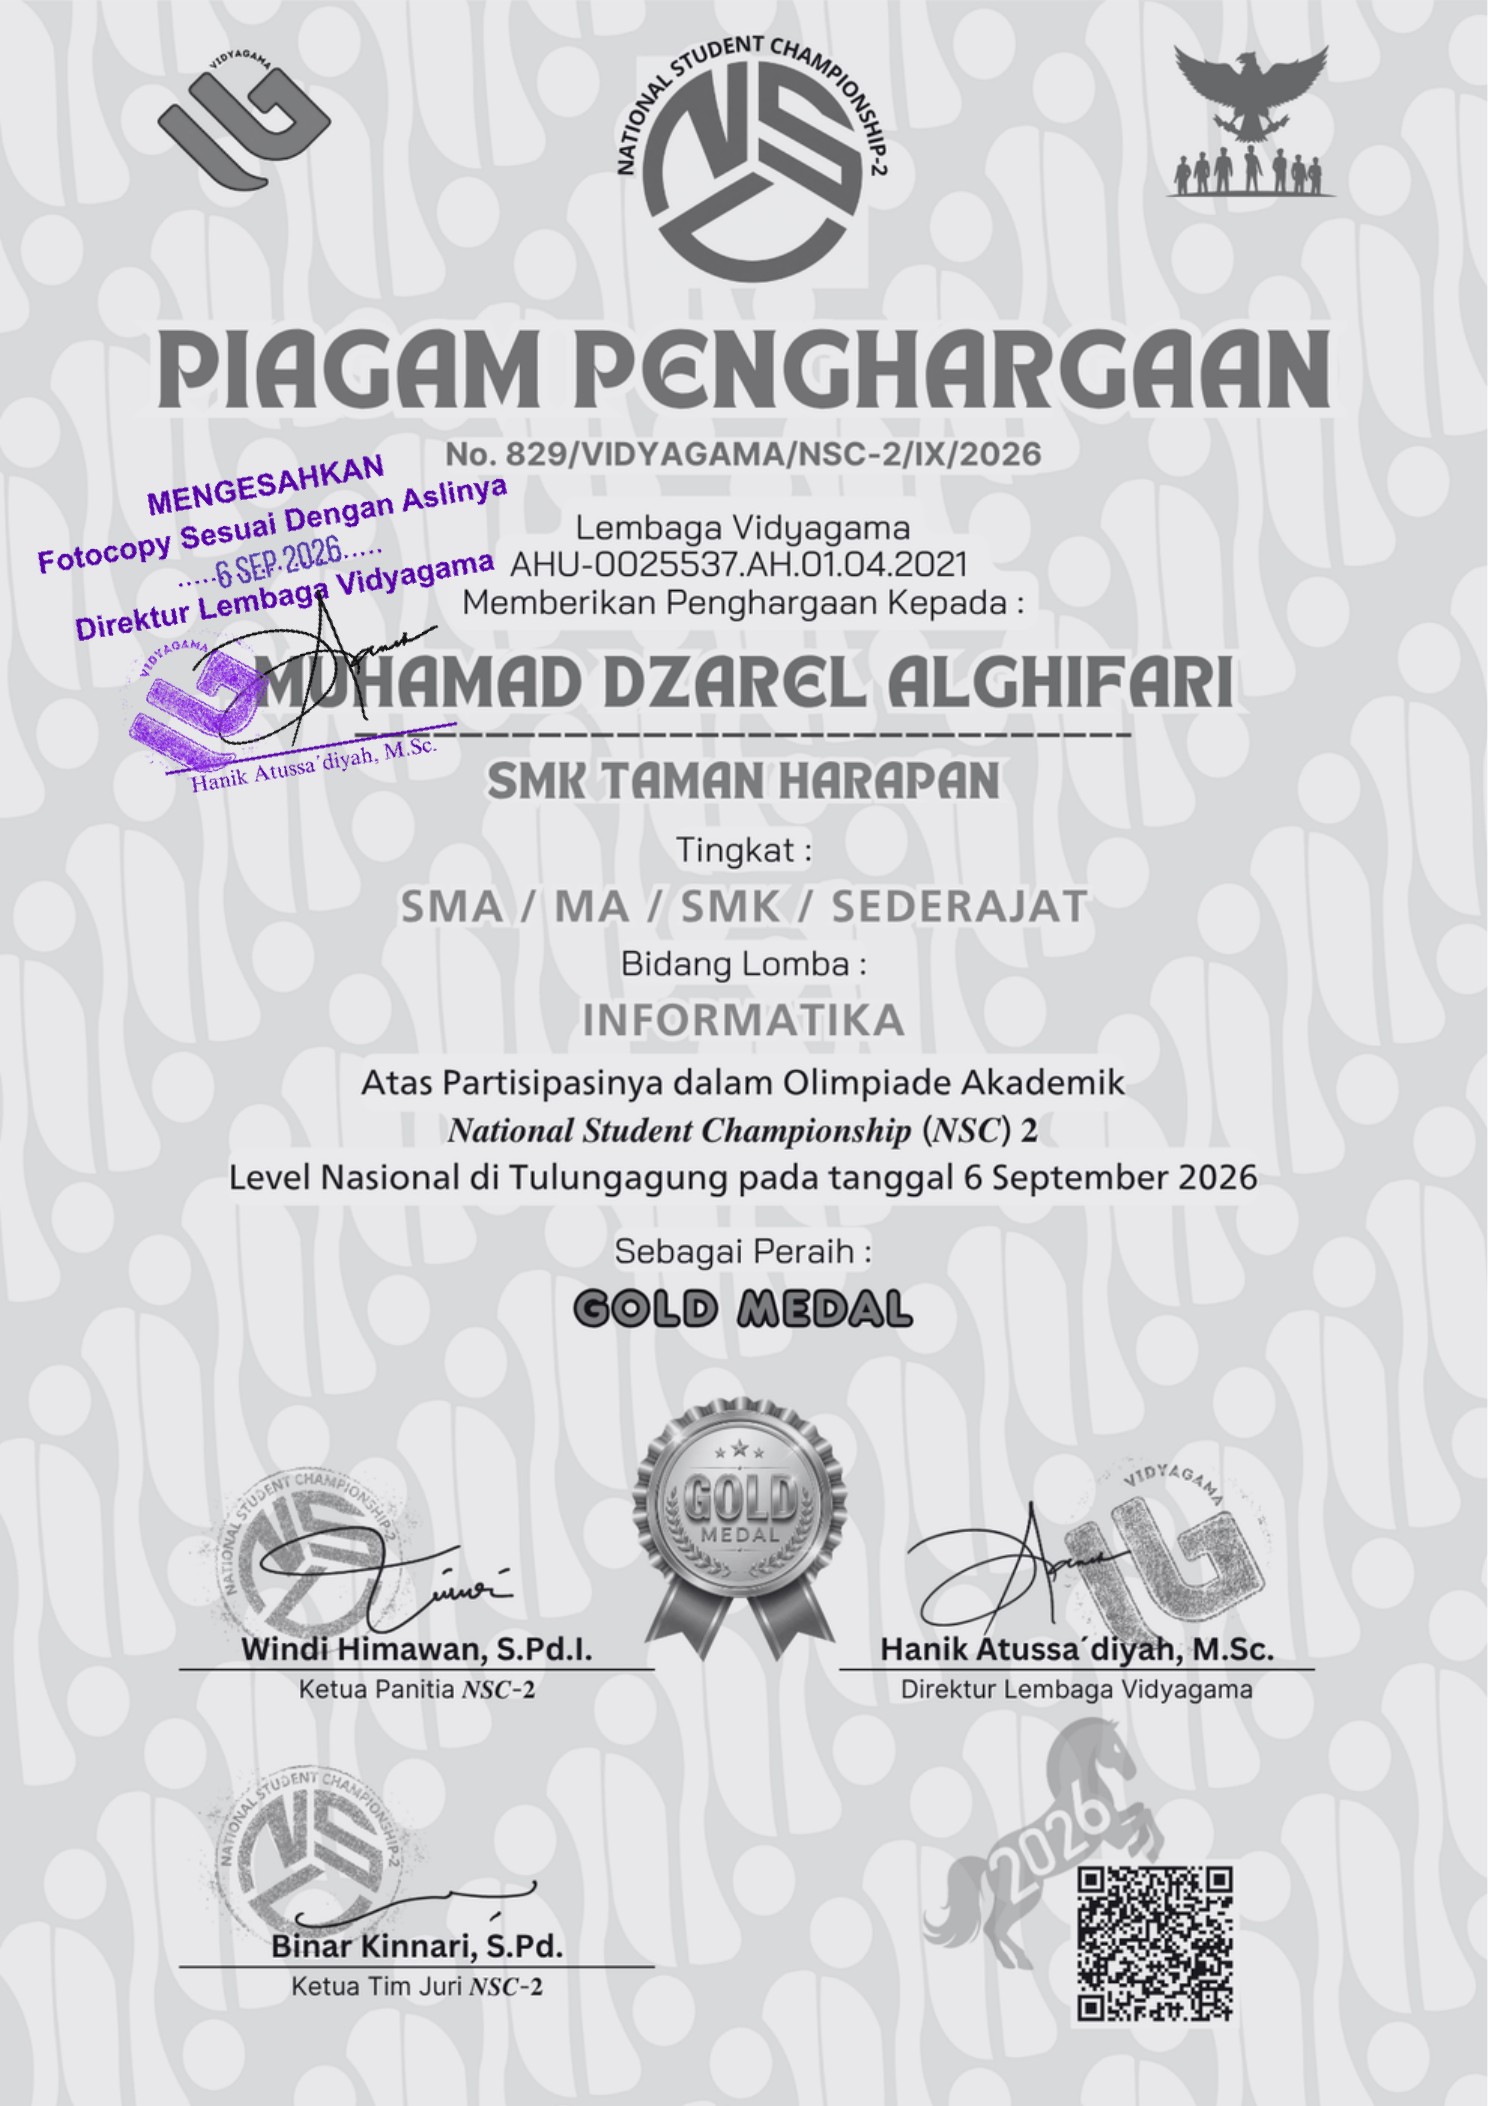 VIDYAGAMA
NATIONAL STUDENT CHAMPIONSHIP-2
PIAGAM PENGHARGAAN
No. 829/VIDYAGAMA/NSC-2/IX/2026
MENGESAHKAN
Fotocopy Sesuai Dengan Aslinya
.....6 SEP. 2026.....
Direktur Lembaga Vidyagama
VIDYAGAMA
Hanik Atussa´diyah, M.Sc.
Lembaga Vidyagama
AHU-0025537.AH.01.04.2021
Memberikan Penghargaan Kepada :
MUHAMAD DZAREL ALGHIFARI
SMK TAMAN HARAPAN
Tingkat :
SMA / MA / SMK / SEDERAJAT
Bidang Lomba :
INFORMATIKA
Atas Partisipasinya dalam Olimpiade Akademik
National Student Championship (NSC) 2
Level Nasional di Tulungagung pada tanggal 6 September 2026
Sebagai Peraih :
GOLD MEDAL
GOLD
MEDAL
NATIONAL STUDENT CHAMPIONSHIP-2
Windi Himawan, S.Pd.I.
Ketua Panitia NSC-2
VIDYAGAMA
Hanik Atussa´diyah, M.Sc.
Direktur Lembaga Vidyagama
NATIONAL STUDENT CHAMPIONSHIP-2
Binar Kinnari, S.Pd.
Ketua Tim Juri NSC-2
2026